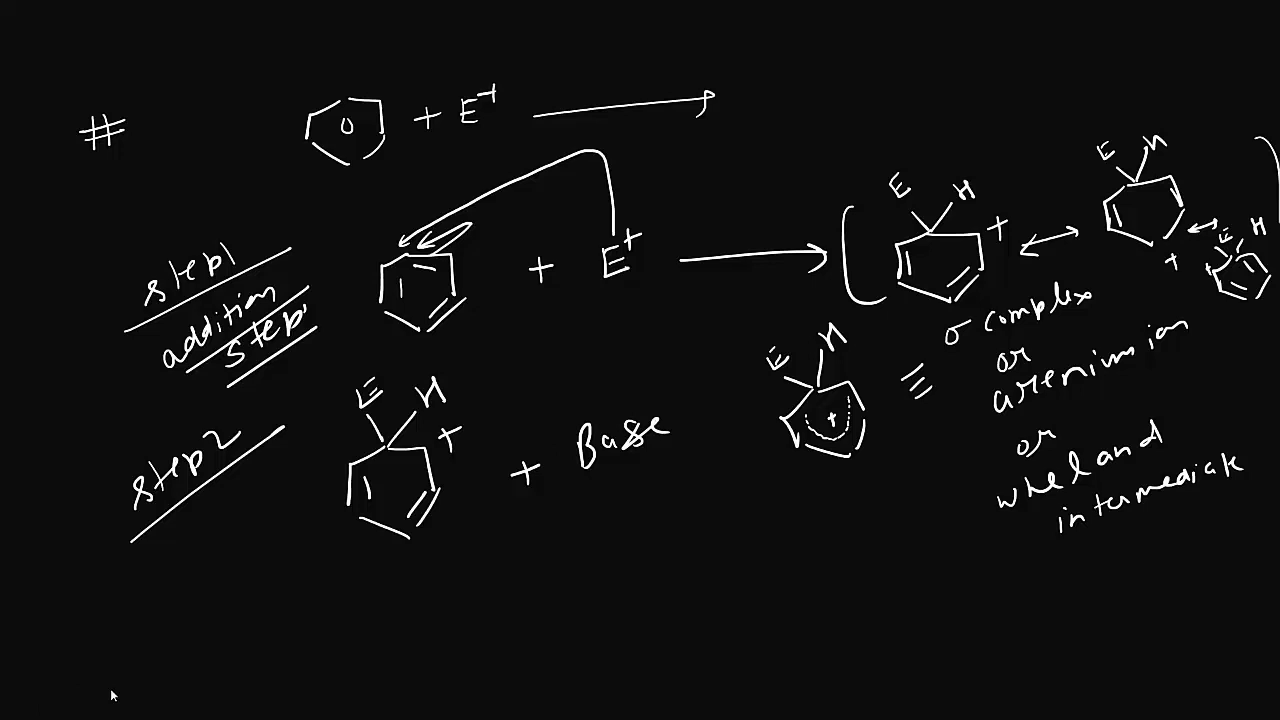 # + E+
E H + E H +
E H +
step1
addition
step
+ E+
σ complex
or
arenium ion
or
wheland
intermediate
E H + ≡
step2
E H + + Base